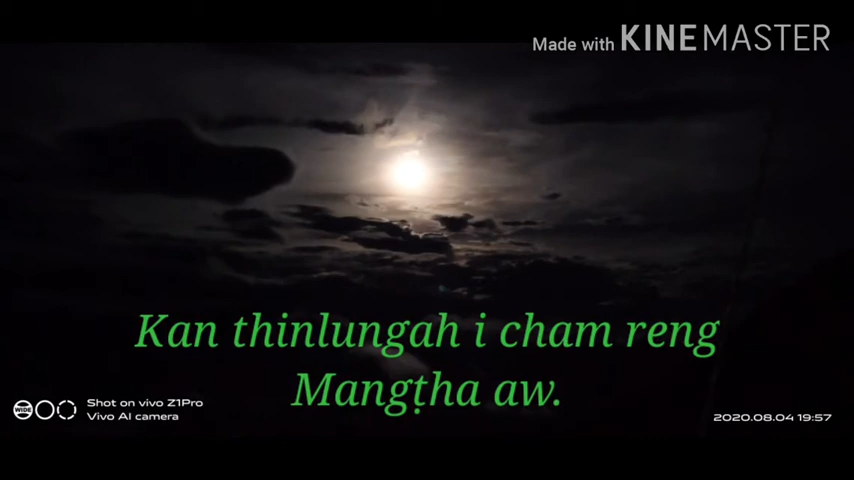 Made with KINEMASTER
Kan thinlungah i cham reng
Mangṭha aw.
WIDE
Shot on vivo Z1Pro
Vivo AI camera
2020.08.04 19:57